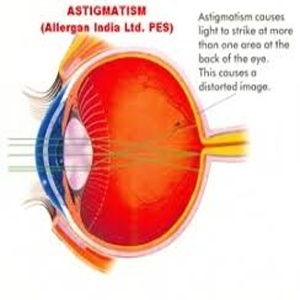 ASTIGMATISM
(Allergan India Ltd. PES)
Astigmatism causes
light to strike at more
than one area at the
back of the eye.
This causes a
distorted image.